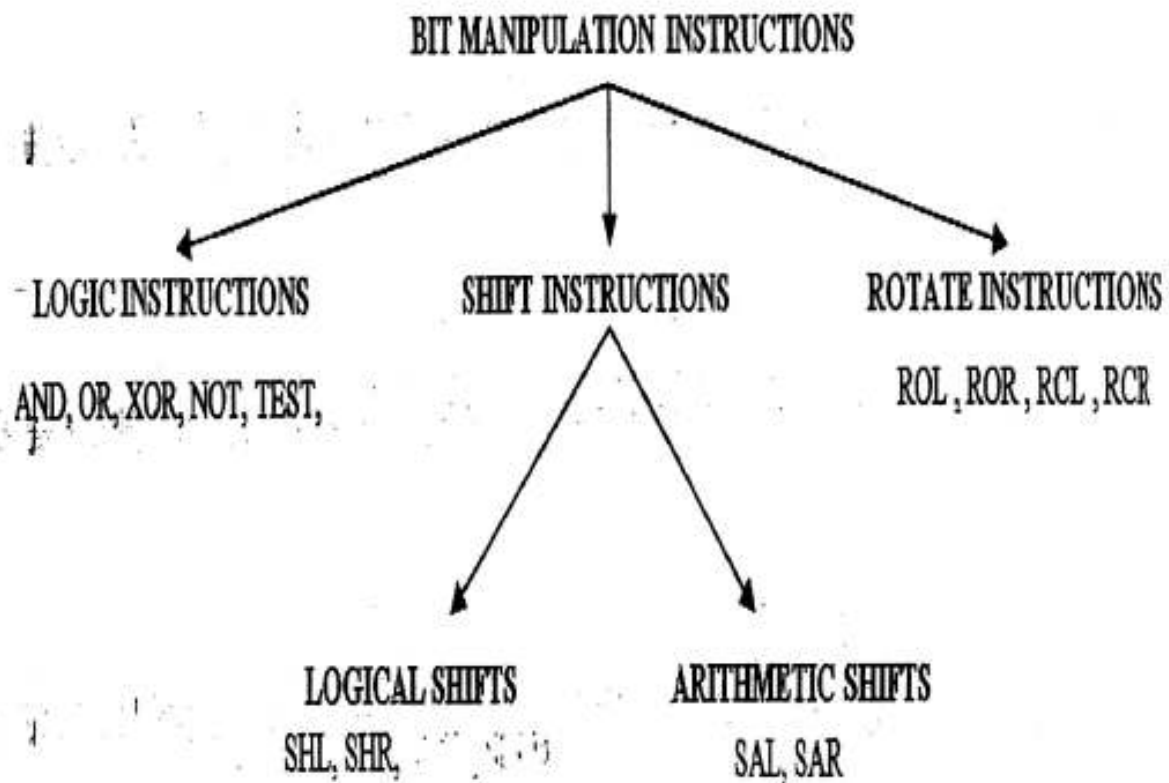 BIT MANIPULATION INSTRUCTIONS
LOGIC INSTRUCTIONS
SHIFT INSTRUCTIONS
ROTATE INSTRUCTIONS
AND, OR, XOR, NOT, TEST,
ROL , ROR , RCL , RCR
LOGICAL SHIFTS
ARITHMETIC SHIFTS
SHL, SHR,
SAL, SAR